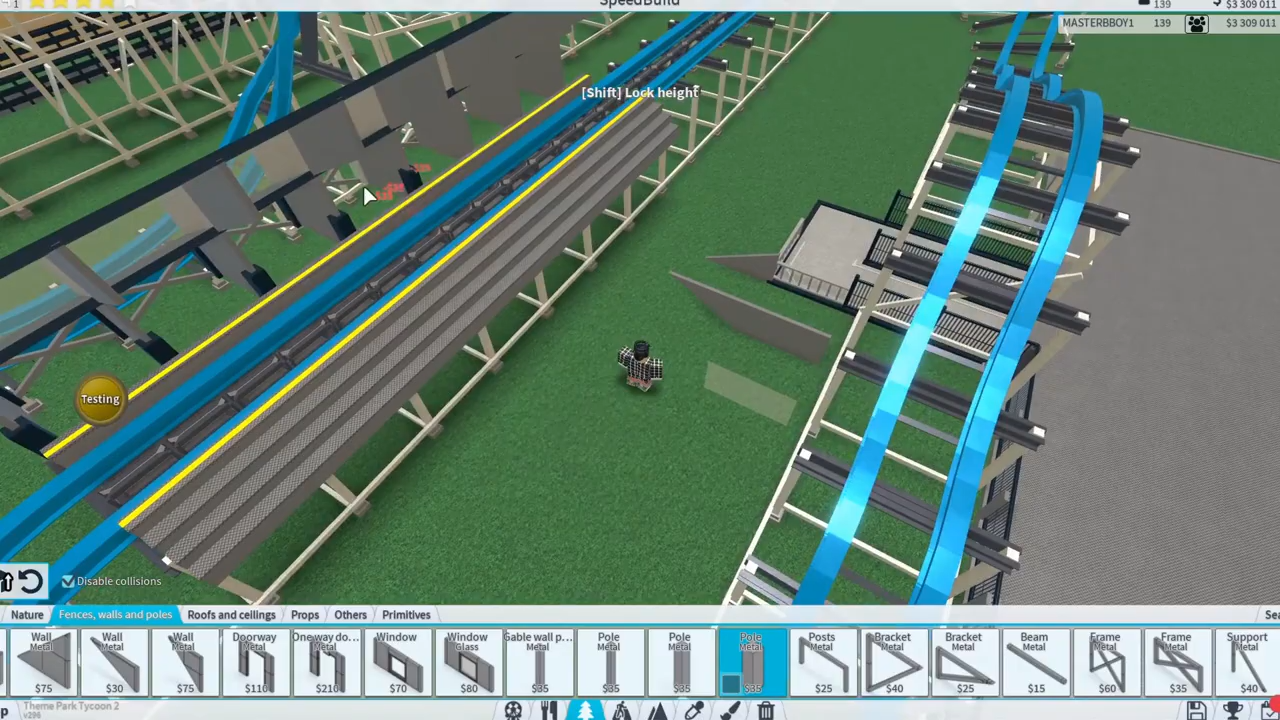 SpeedBuild
139 $3 309 011
MASTERBBOY1 139 $3 309 011
[Shift] Lock height
Testing
Disable collisions
Nature Fences, walls and poles Roofs and ceilings Props Others Primitives Sea
Wall Metal $75
Wall Metal $30
Wall Metal $75
Doorway Metal $110
One way do... Metal $210
Window Metal $70
Window Glass $80
Gable wall p... Metal $35
Pole Metal $35
Pole Metal $35
Pole Metal $35
Posts Metal $25
Bracket Metal $40
Bracket Metal $25
Beam Metal $15
Frame Metal $60
Frame Metal $35
Support Metal $40
Theme Park Tycoon 2
v296